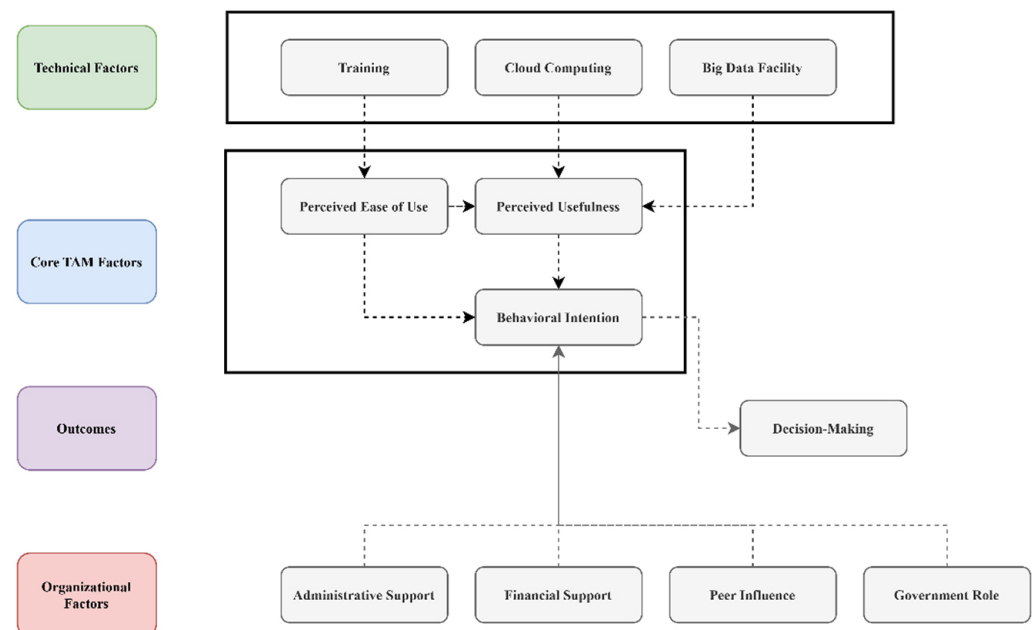 Technical Factors
Training
Cloud Computing
Big Data Facility
Perceived Ease of Use
Perceived Usefulness
Core TAM Factors
Behavioral Intention
Outcomes
Decision-Making
Organizational
Factors
Administrative Support
Financial Support
Peer Influence
Government Role